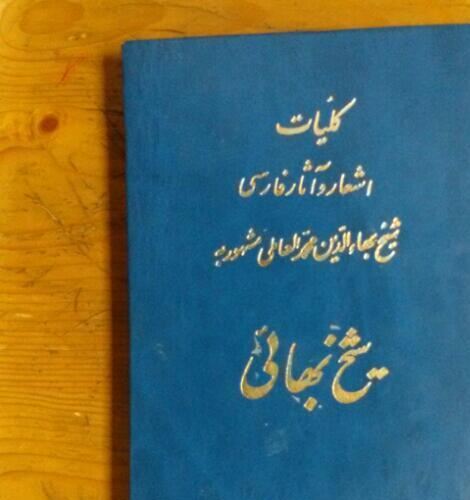 کلیات
اشعار و آثار فارسی
شیخ بهاءالدین محمد العاملی مشهور به
شیخ بهائی